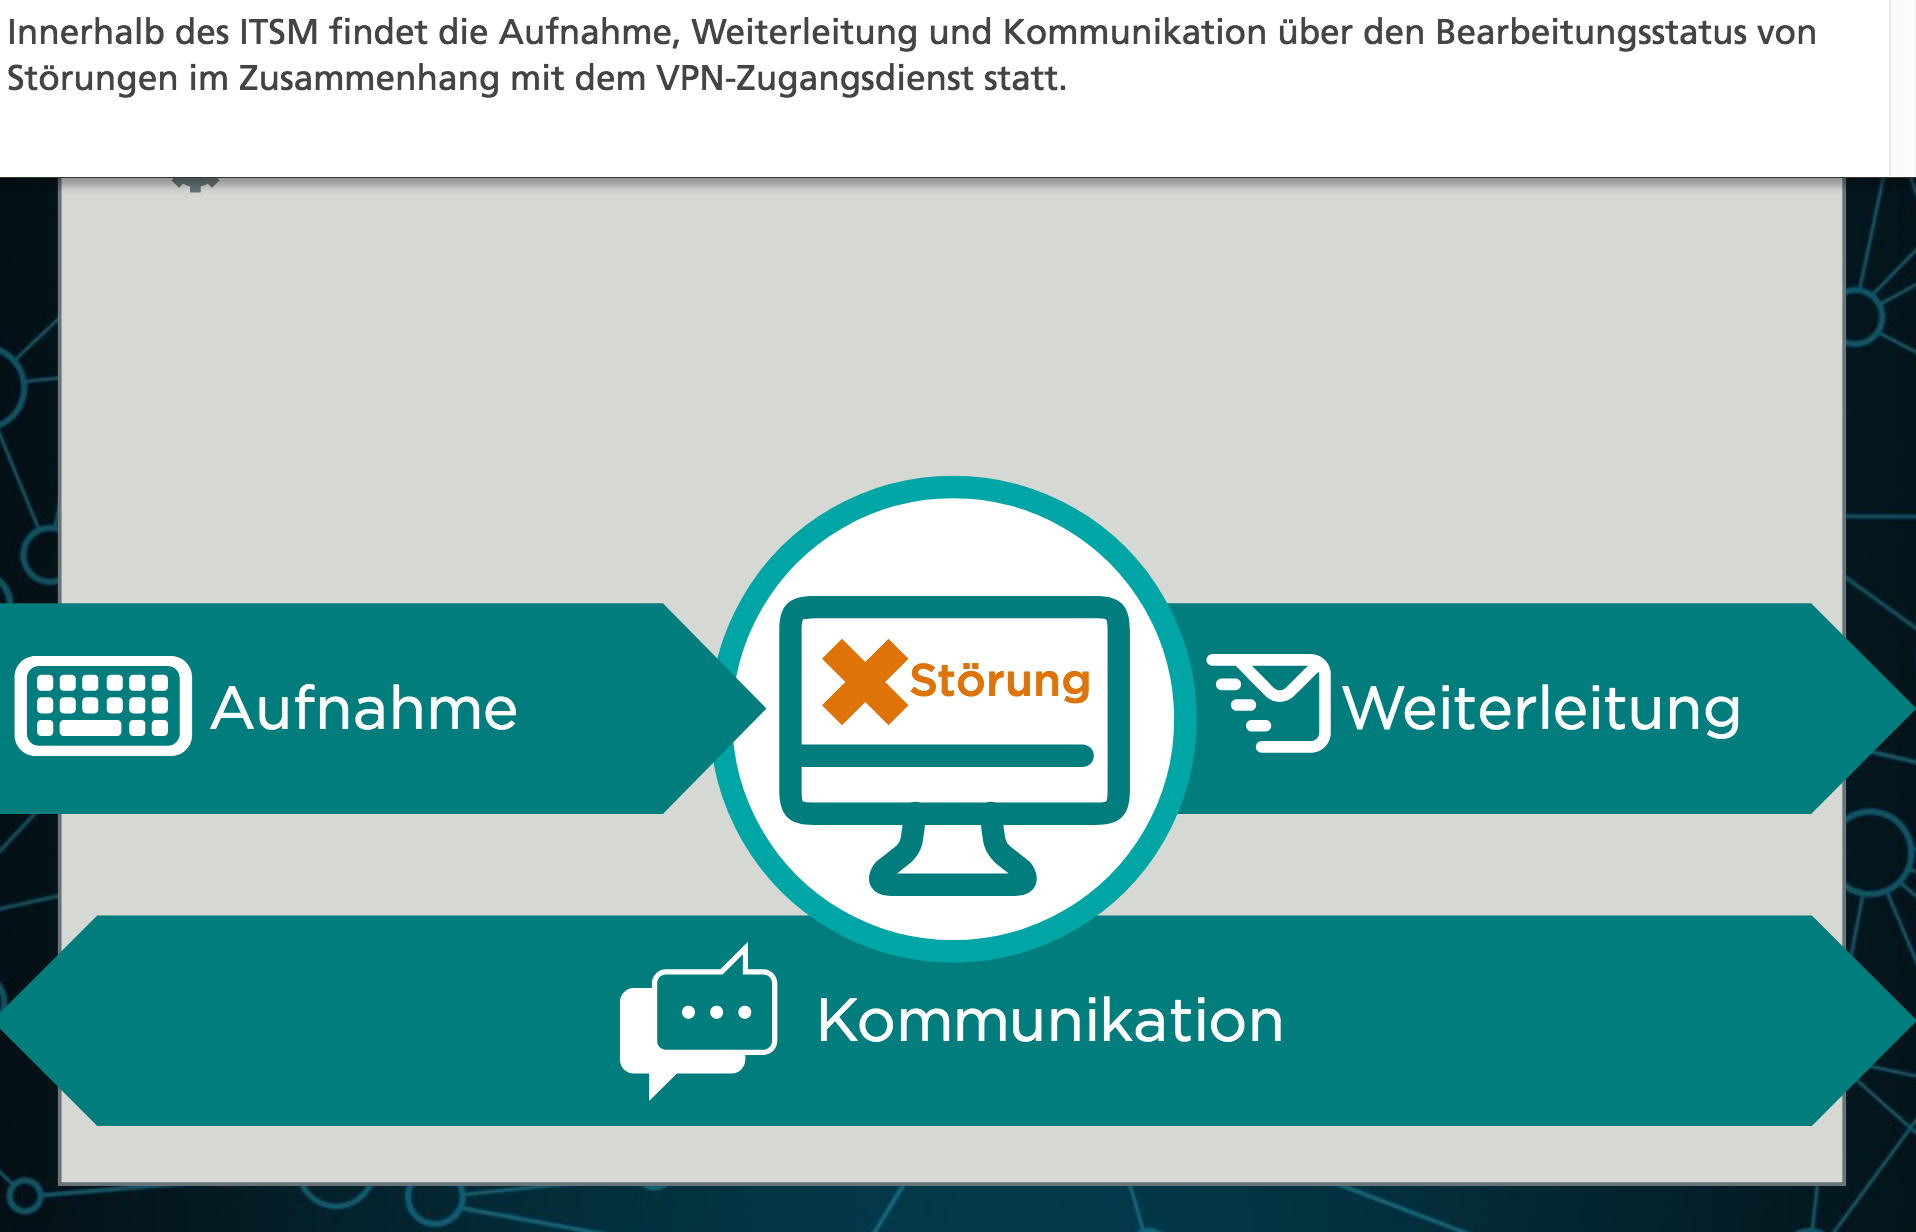 Innerhalb des ITSM findet die Aufnahme, Weiterleitung und Kommunikation über den Bearbeitungsstatus von
Störungen im Zusammenhang mit dem VPN-Zugangsdienst statt.
Störung
Aufnahme
Weiterleitung
Kommunikation